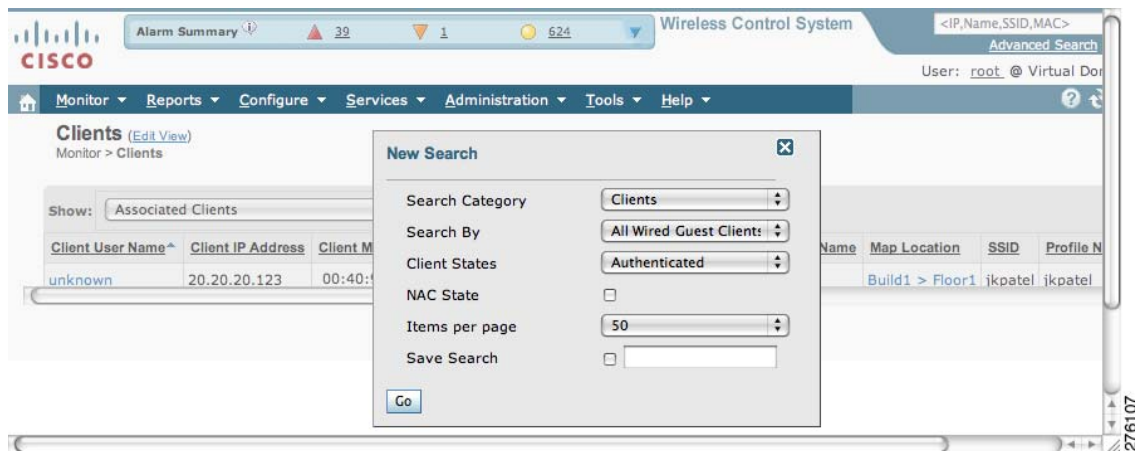 CISCO
Alarm Summary 39 1 624
Wireless Control System
<IP,Name,SSID,MAC>
Advanced Search
User: root @ Virtual Dor
Monitor Reports Configure Services Administration Tools Help
Clients (Edit View)
Monitor > Clients
Show: Associated Clients
Client User Name Client IP Address Client M Name Map Location SSID Profile N
unknown 20.20.20.123 00:40: Build1 > Floor1 jkpatel jkpatel
New Search
Search Category Clients
Search By All Wired Guest Clients
Client States Authenticated
NAC State
Items per page 50
Save Search
Go
276107